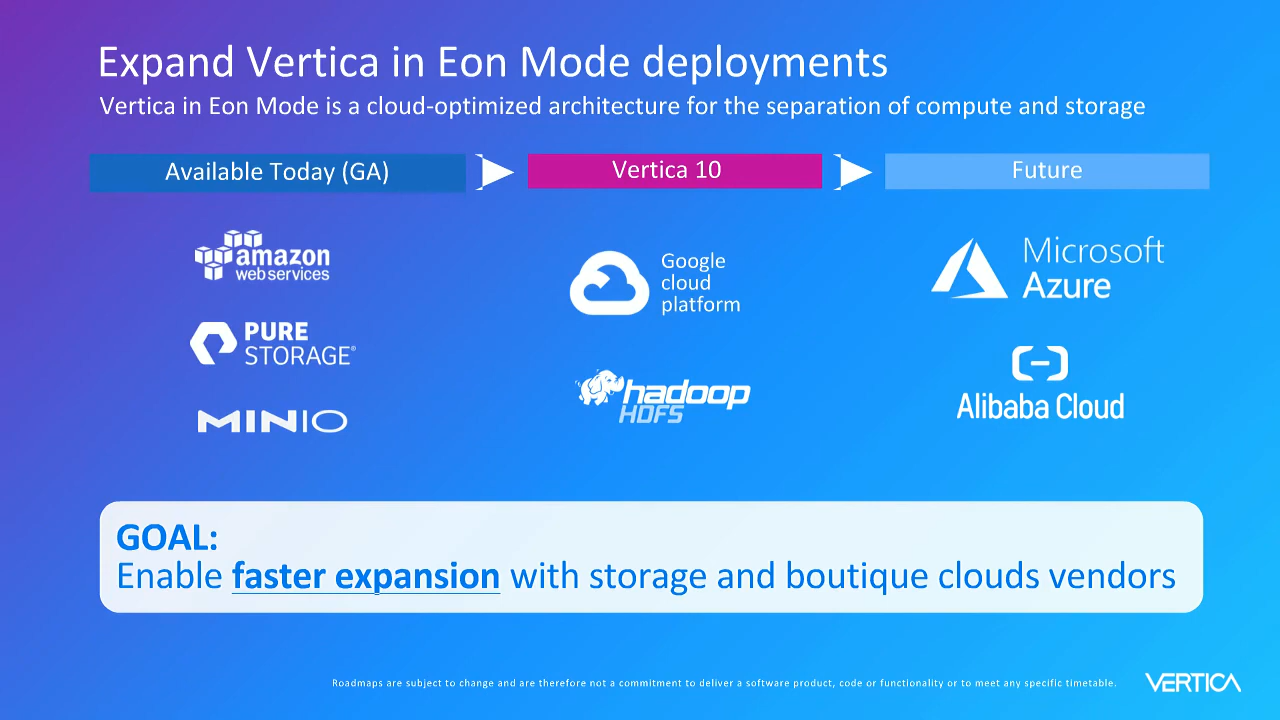 Expand Vertica in Eon Mode deployments
Vertica in Eon Mode is a cloud-optimized architecture for the separation of compute and storage
Available Today (GA)
Vertica 10
Future
amazon
web services
PURE
STORAGE®
MINIO
Google
cloud
platform
hadoop
HDFS
Microsoft
Azure
Alibaba Cloud
GOAL:
Enable faster expansion with storage and boutique clouds vendors
Roadmaps are subject to change and are therefore not a commitment to deliver a software product, code or functionality or to meet any specific timetable.
VERTICA